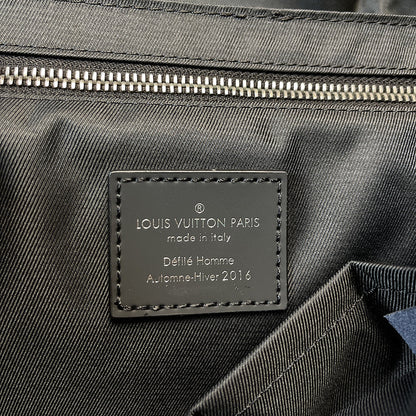 ®
LOUIS VUITTON PARIS
made in italy
Défilé Homme
Automne-Hiver 2016